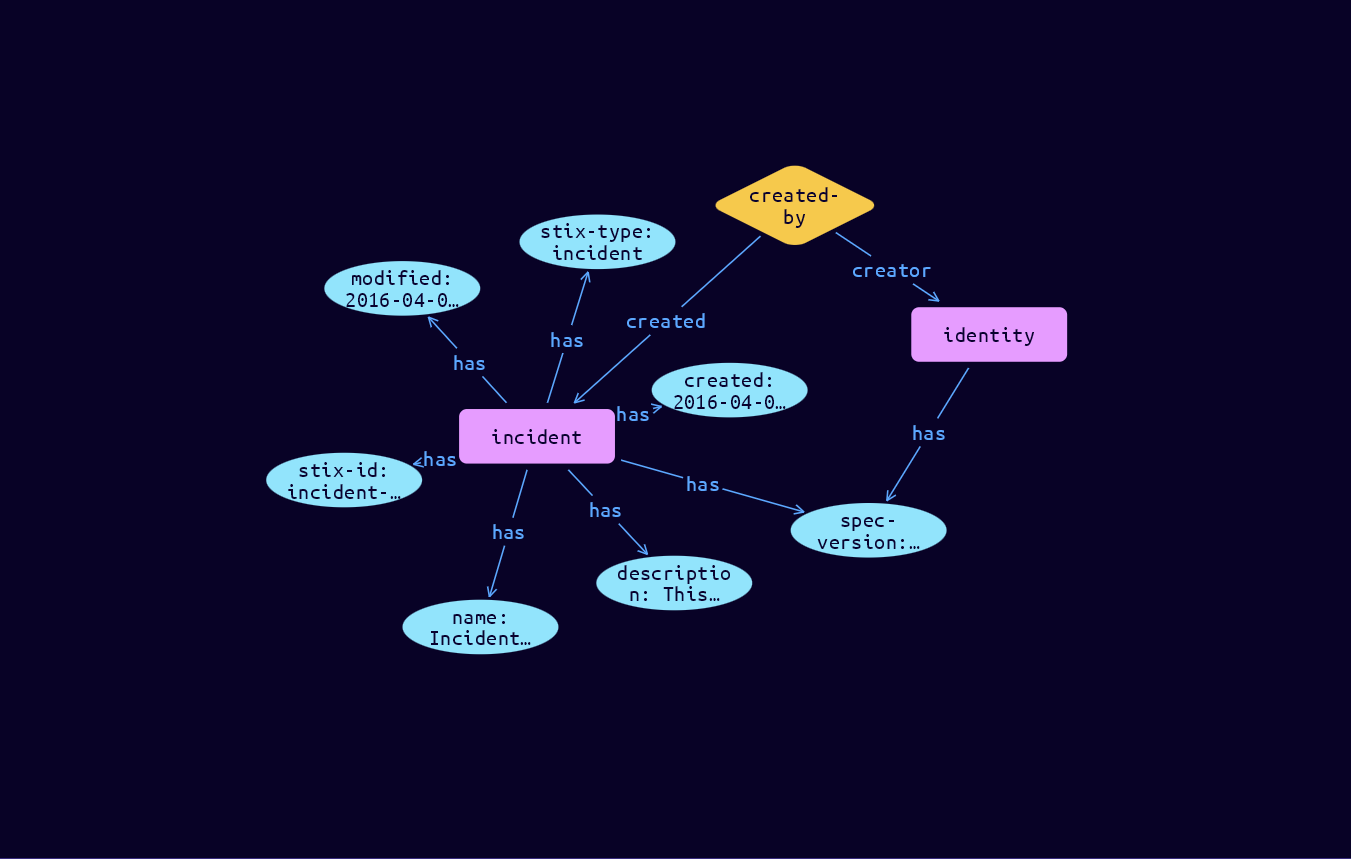 created-
by
stix-type:
incident
creator
modified:
2016-04-0…
created
identity
has
has
created:
2016-04-0…
has
incident
has
has
stix-id:
incident-…
has
has
spec-
version:…
has
description
n: This…
name:
Incident…